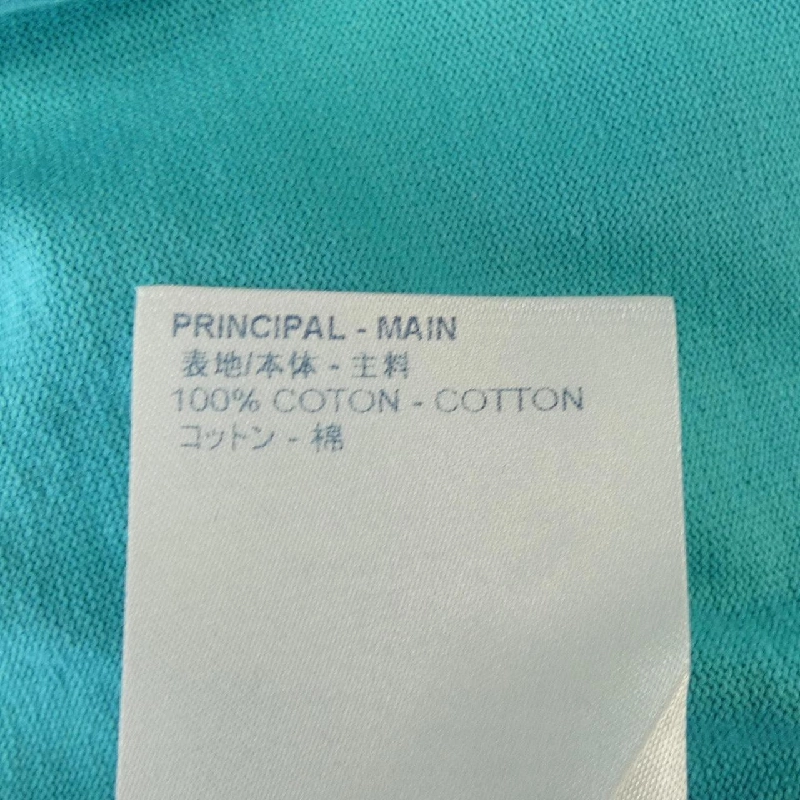 PRINCIPAL - MAIN
表地/本体 - 主料
100% COTON - COTTON
コットン - 棉